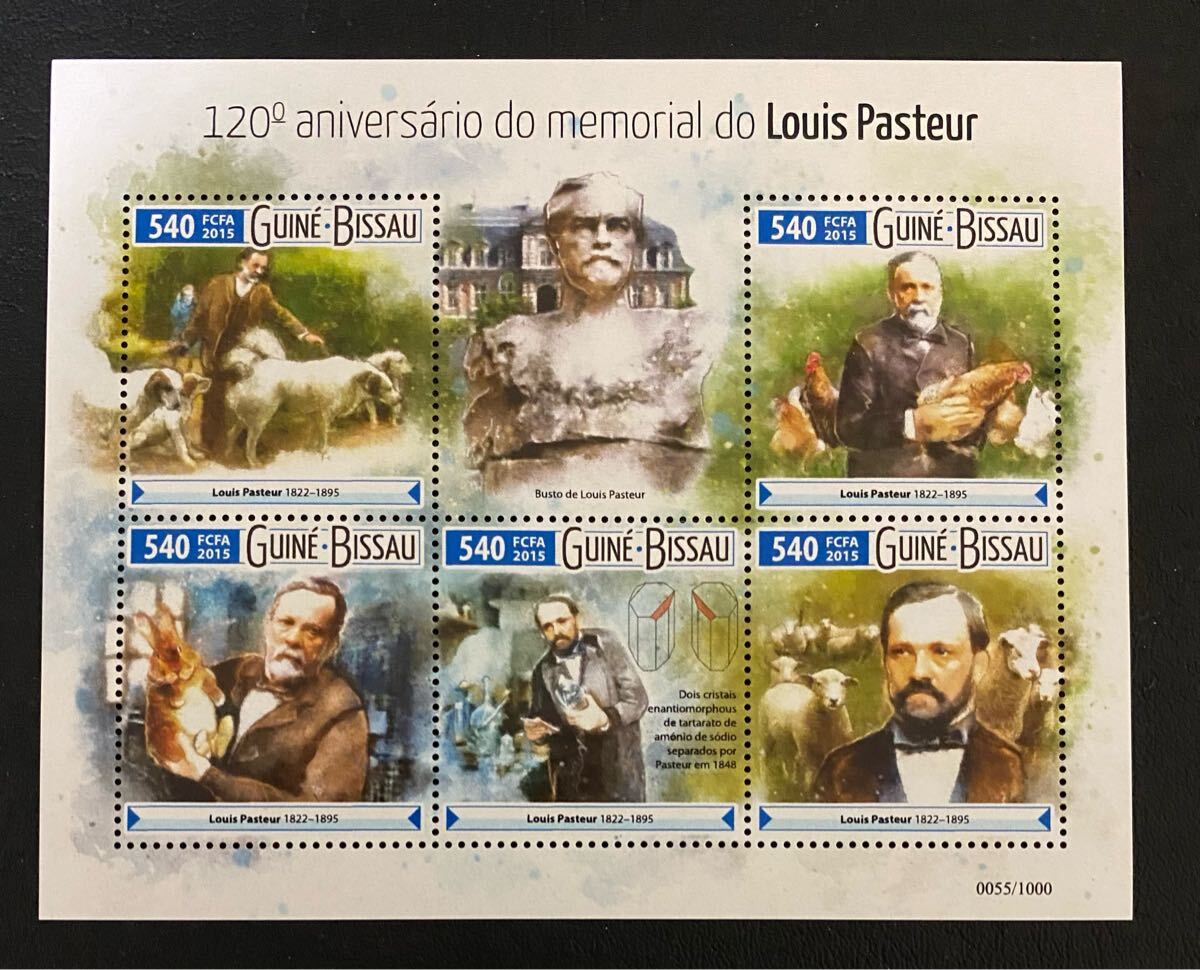 120º aniversário do memorial do Louis Pasteur
540 FCFA 2015 GUINÉ-BISSAU
Louis Pasteur 1822–1895
Busto de Louis Pasteur
540 FCFA 2015 GUINÉ-BISSAU
Louis Pasteur 1822–1895
540 FCFA 2015 GUINÉ-BISSAU
Louis Pasteur 1822–1895
540 FCFA 2015 GUINÉ-BISSAU
Dois cristais
enantiomorphous
de tartarato de
amónio de sódio
separados por
Pasteur em 1848
Louis Pasteur 1822–1895
540 FCFA 2015 GUINÉ-BISSAU
Louis Pasteur 1822–1895
0055/1000